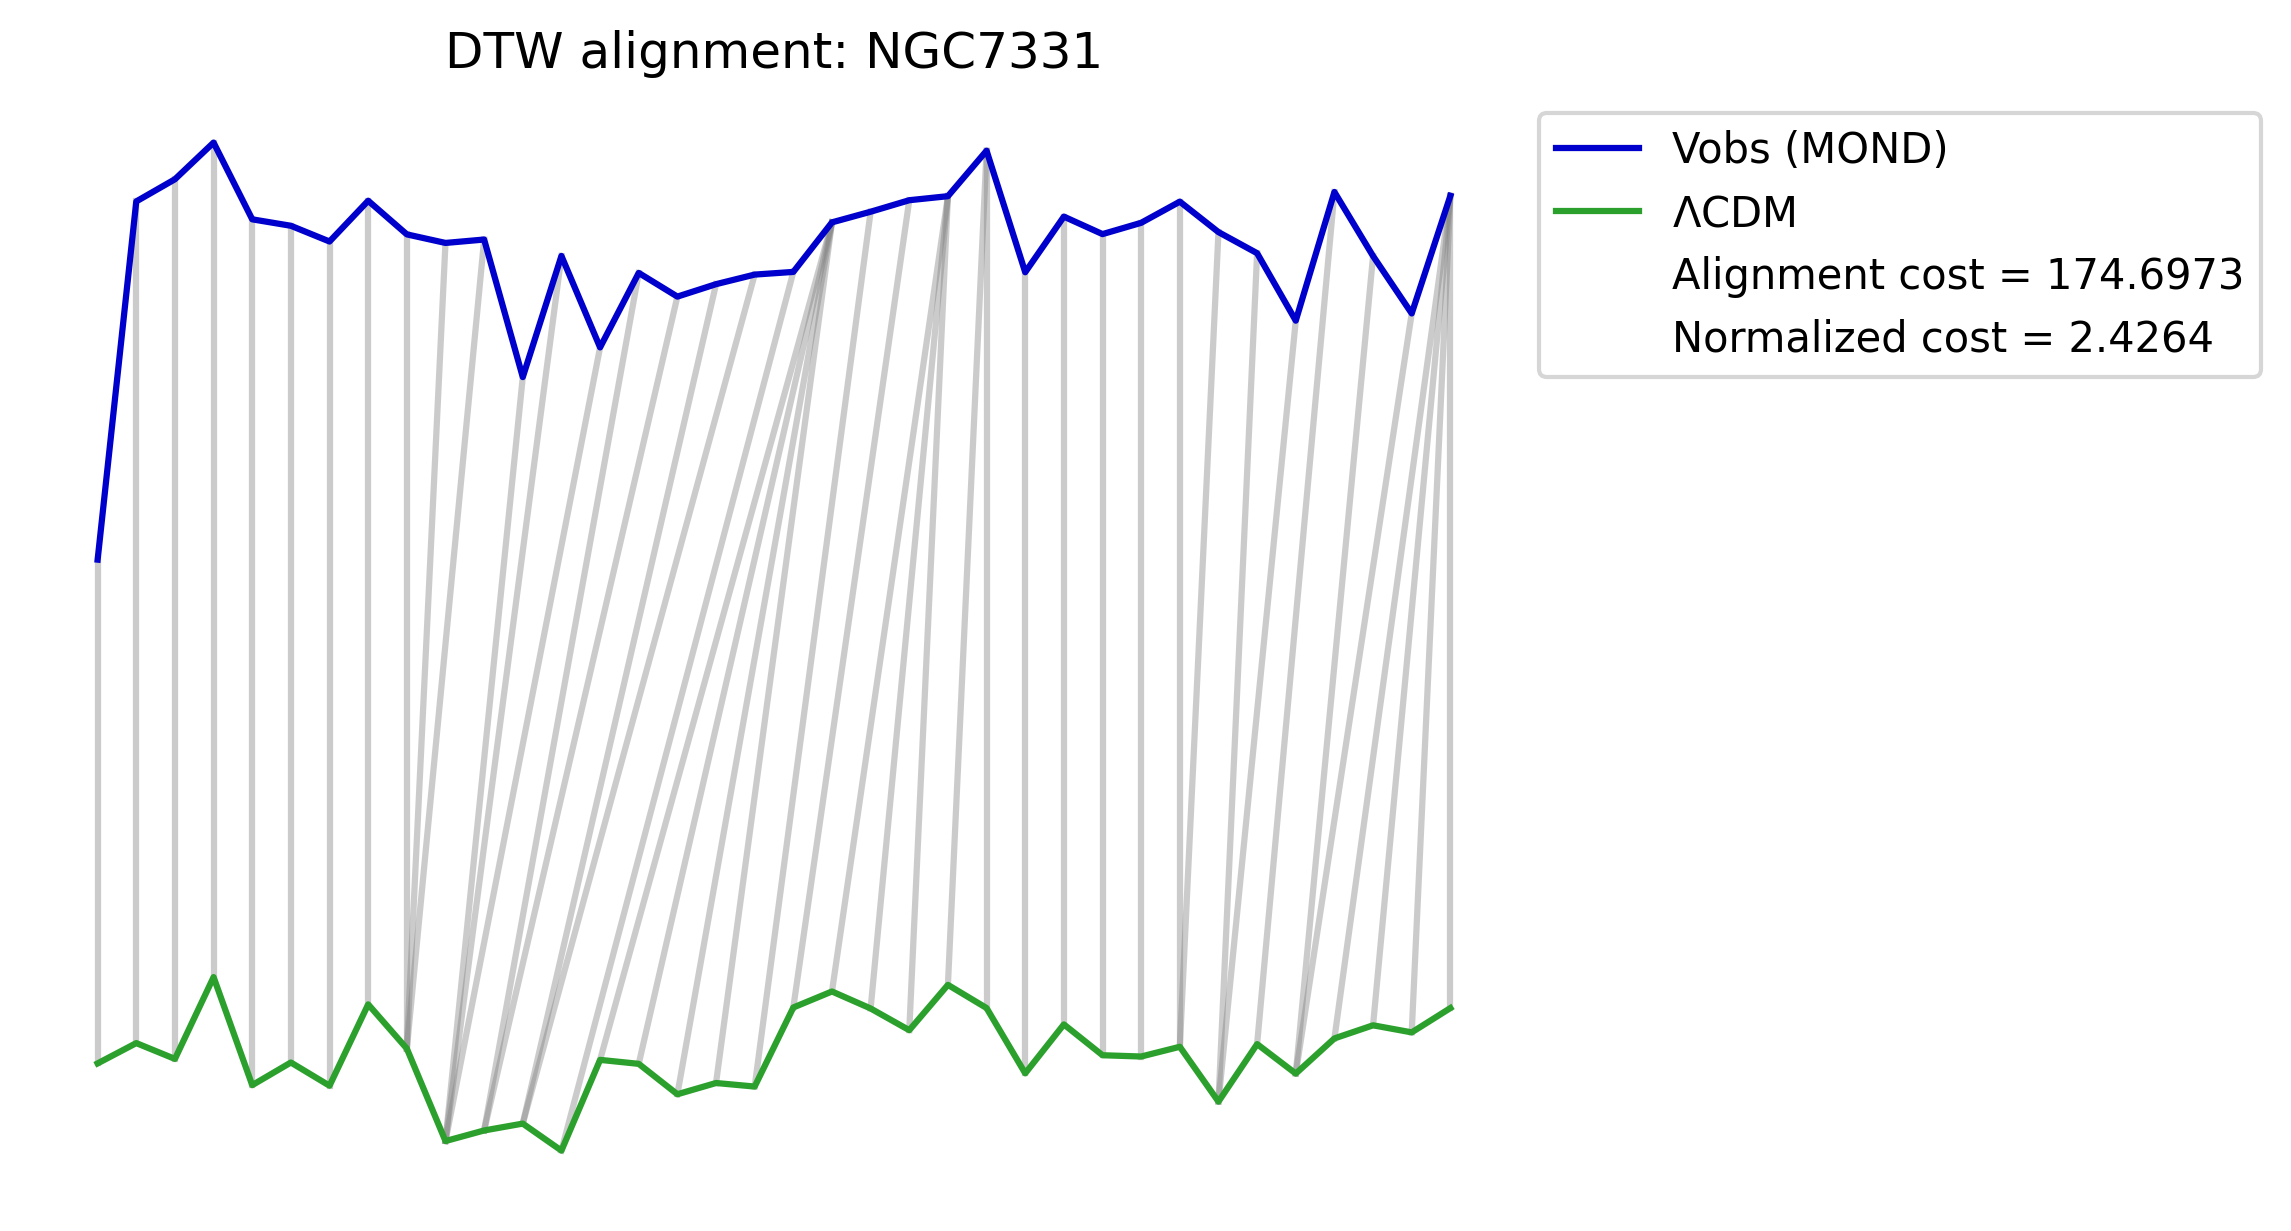 DTW alignment: NGC7331
Vobs (MOND)
ΛCDM
Alignment cost = 174.6973
Normalized cost = 2.4264